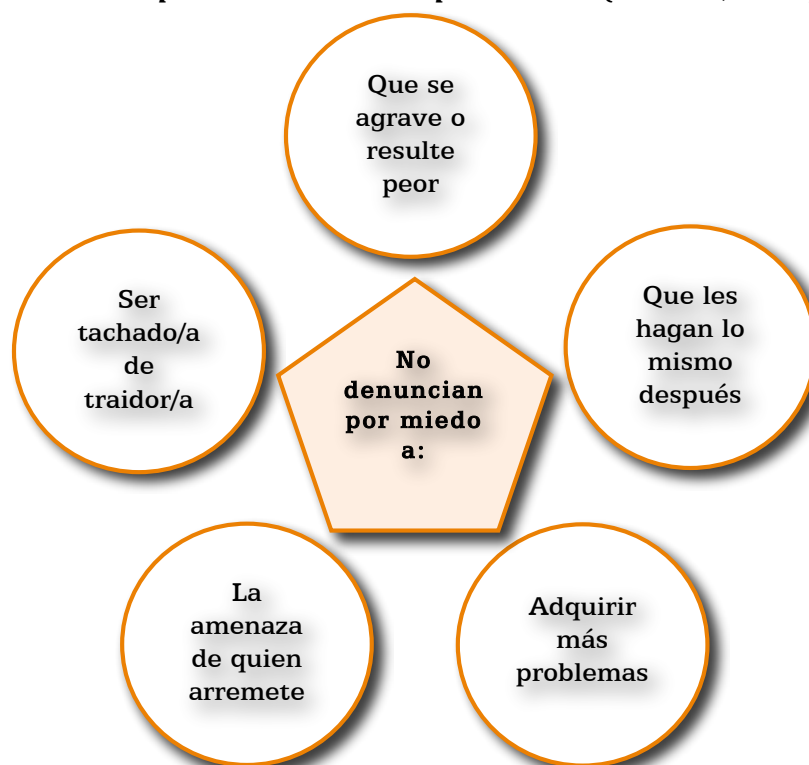 Que se
agrave o
resulte
peor
Ser
tachado/a
de
traidor/a
Que les
hagan lo
mismo
después
No
denuncian
por miedo
a:
La
amenaza
de quien
arremete
Adquirir
más
problemas